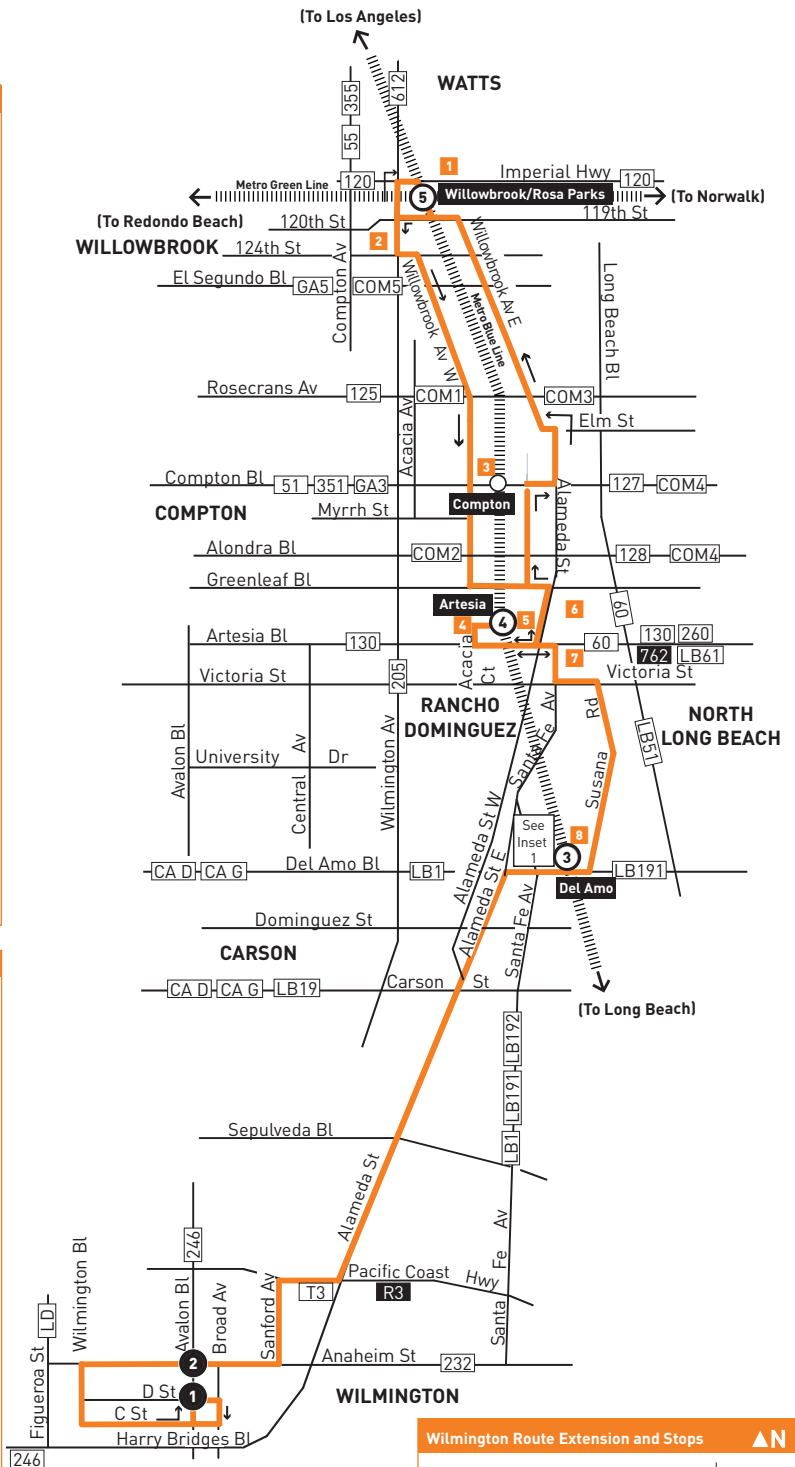 (To Los Angeles)
WATTS
355
55
612
1
Imperial Hwy
120
120
Metro Green Line
5
Willowbrook/Rosa Parks
(To Redondo Beach)
(To Norwalk)
120th St
119th St
WILLOWBROOK
2
124th St
El Segundo Bl
GA5
COM5
Compton Av
Willowbrook Av W
Willowbrook Av E
Metro Blue Line
Long Beach Bl
Rosecrans Av
125
COM1
COM3
Acacia Av
Elm St
3
Compton Bl
51
351
GA3
127
COM4
Compton
COMPTON
Myrrh St
Alameda St
Alondra Bl
COM2
128
COM4
Greenleaf Bl
Artesia
4
4
5
6
60
Artesia Bl
130
60
130
260
762
LB61
Acacia Ct
7
Victoria St
Victoria St
205
RANCHO
DOMINGUEZ
NORTH
LONG BEACH
Avalon Bl
Central Av
University Dr
Wilmington Av
Santa Fe Av
Susana Rd
LB51
See
Inset
1
8
3
Alameda St W
Alameda St E
CA D
CA G
Del Amo Bl
LB1
LB191
Del Amo
Dominguez St
Santa Fe Av
CARSON
CA D
CA G
LB19
Carson St
(To Long Beach)
LB192
LB191
LB1
Sepulveda Bl
Alameda St
Santa Fe Av
246
Wilmington Bl
Avalon Bl
Broad Av
Sanford Av
Pacific Coast Hwy
T3
R3
LD
Figueroa St
2
Anaheim St
232
D St
1
C St
WILMINGTON
Harry Bridges Bl
246
Wilmington Route Extension and Stops
N